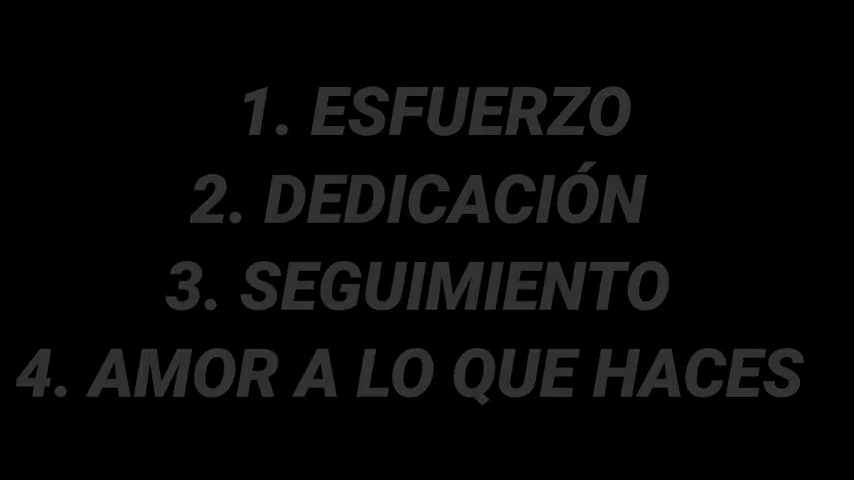 1. ESFUERZO
2. DEDICACIÓN
3. SEGUIMIENTO
4. AMOR A LO QUE HACES